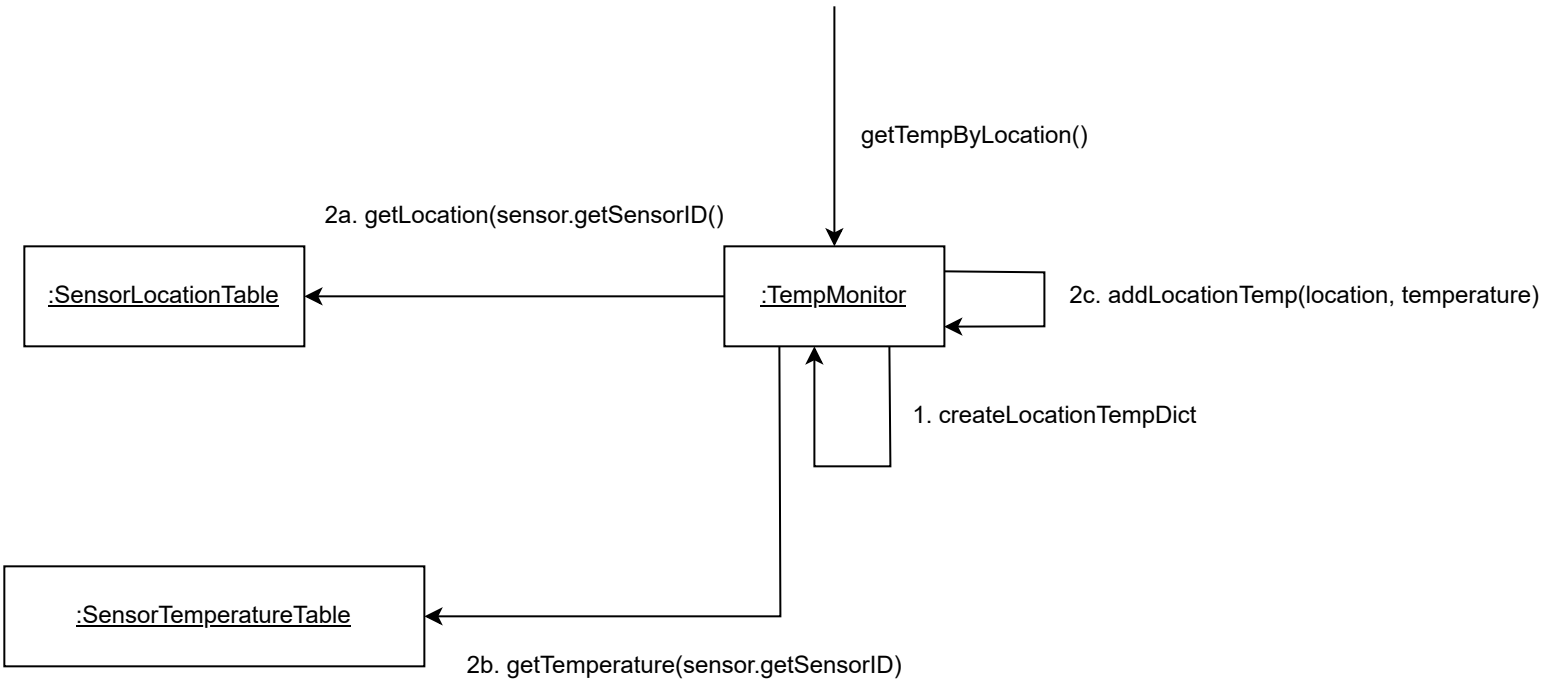 getTempByLocation()
2a. getLocation(sensor.getSensorID()
:SensorLocationTable
:TempMonitor
2c. addLocationTemp(location, temperature)
1. createLocationTempDict
:SensorTemperatureTable
2b. getTemperature(sensor.getSensorID)